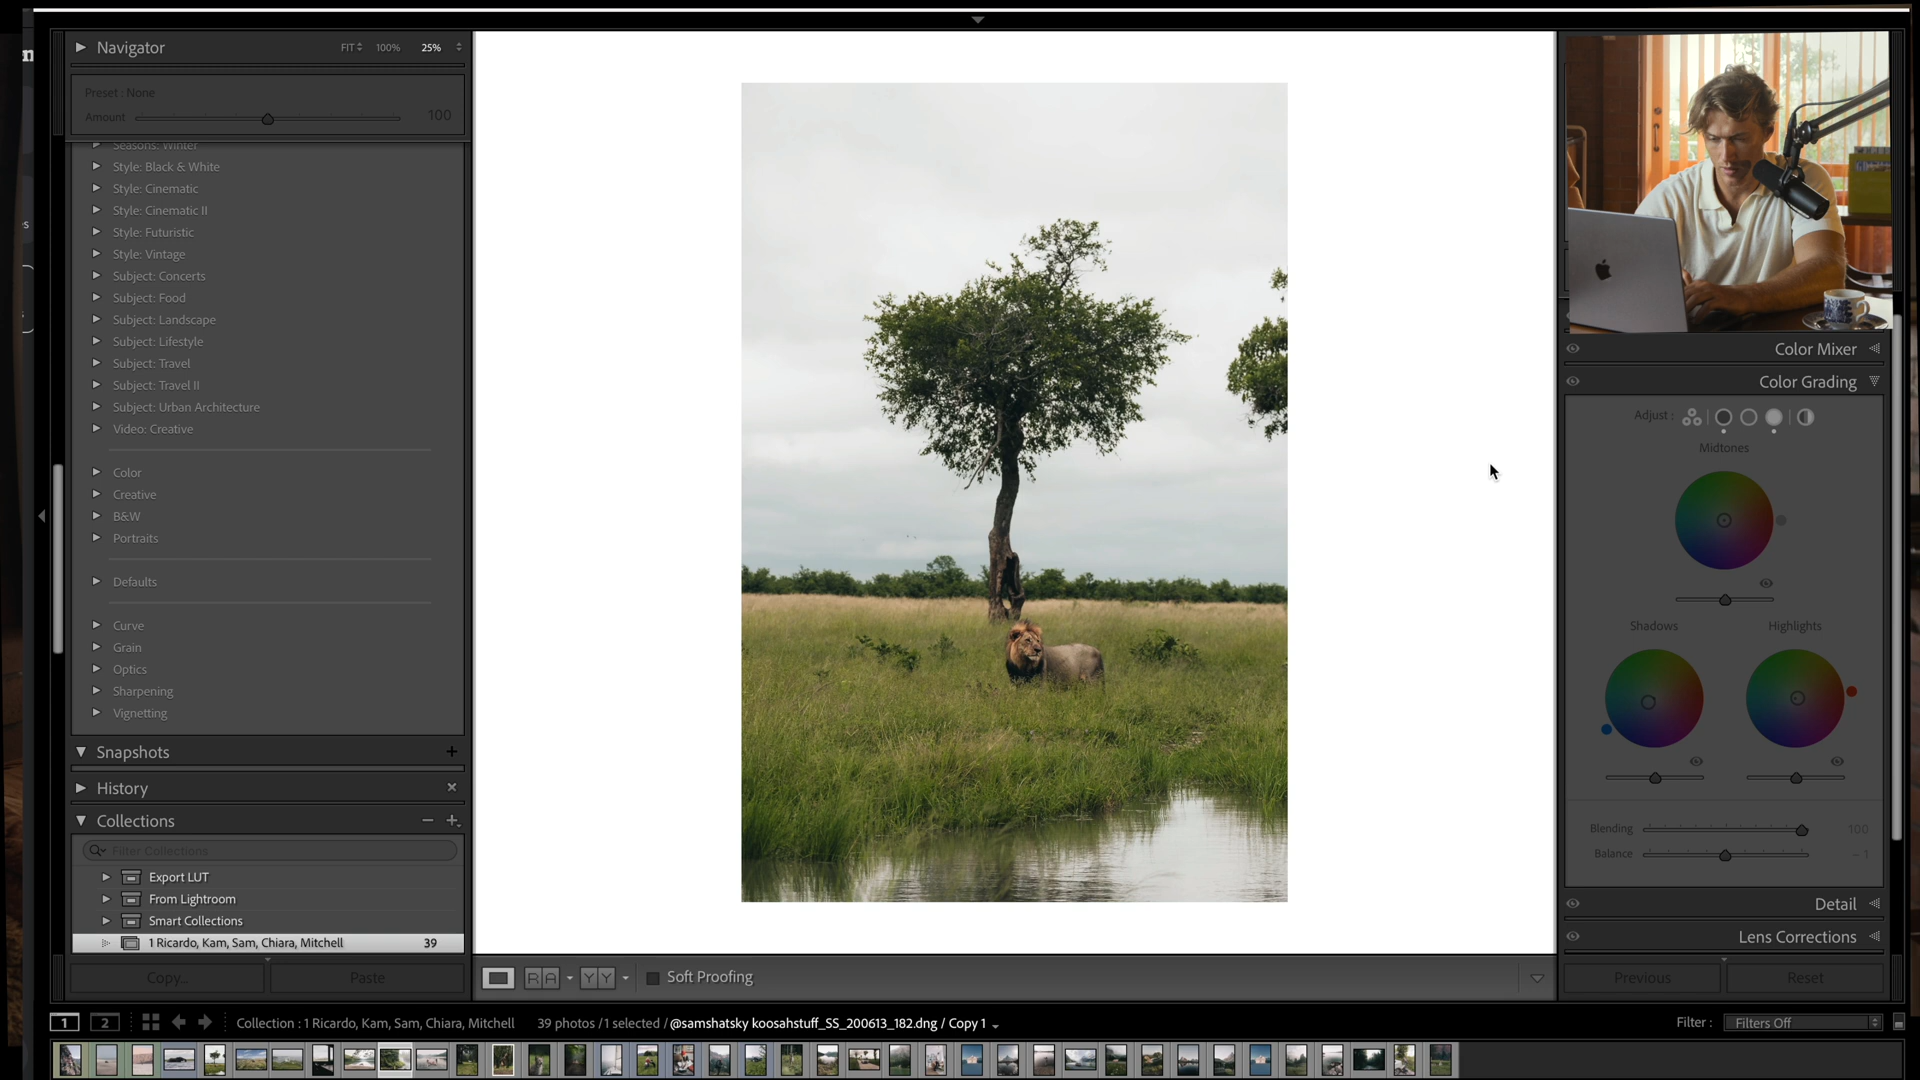 Navigator
FIT
100%
25%
Preset : None
Amount
100
Seasons: Winter
Style: Black & White
Style: Cinematic
Style: Cinematic II
Style: Futuristic
Style: Vintage
Subject: Concerts
Subject: Food
Subject: Landscape
Subject: Lifestyle
Subject: Travel
Subject: Travel II
Subject: Urban Architecture
Video: Creative
Color
Creative
B&W
Portraits
Defaults
Curve
Grain
Optics
Sharpening
Vignetting
Snapshots
History
Collections
Filter Collections
Export LUT
From Lightroom
Smart Collections
1 Ricardo, Kam, Sam, Chiara, Mitchell 39
Copy...
Paste
R A
Y Y
Soft Proofing
Color Mixer
Color Grading
Adjust :
Midtones
Shadows
Highlights
Blending 100
Balance – 1
Detail
Lens Corrections
Previous
Reset
1
2
Collection : 1 Ricardo, Kam, Sam, Chiara, Mitchell
39 photos / 1 selected / @samshatsky koosahstuff_SS_200613_182.dng / Copy 1
Filter :
Filters Off